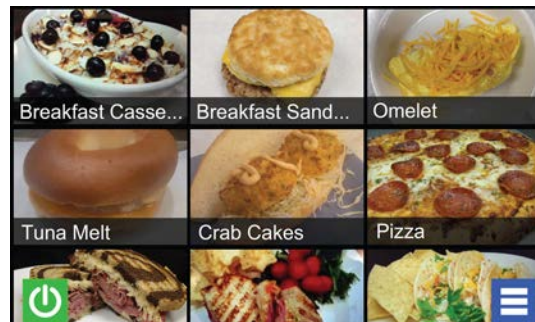 Breakfast Casse...
Breakfast Sand...
Omelet
Tuna Melt
Crab Cakes
Pizza